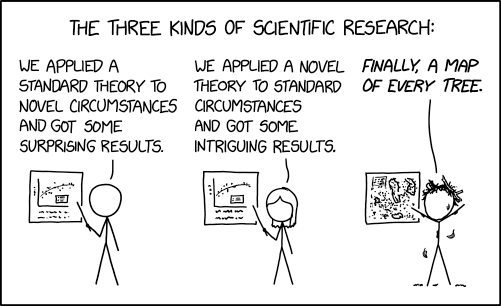 THE THREE KINDS OF SCIENTIFIC RESEARCH:
WE APPLIED A
STANDARD THEORY TO
NOVEL CIRCUMSTANCES
AND GOT SOME
SURPRISING RESULTS.
WE APPLIED A NOVEL
THEORY TO STANDARD
CIRCUMSTANCES
AND GOT SOME
INTRIGUING RESULTS.
FINALLY, A MAP
OF EVERY TREE.